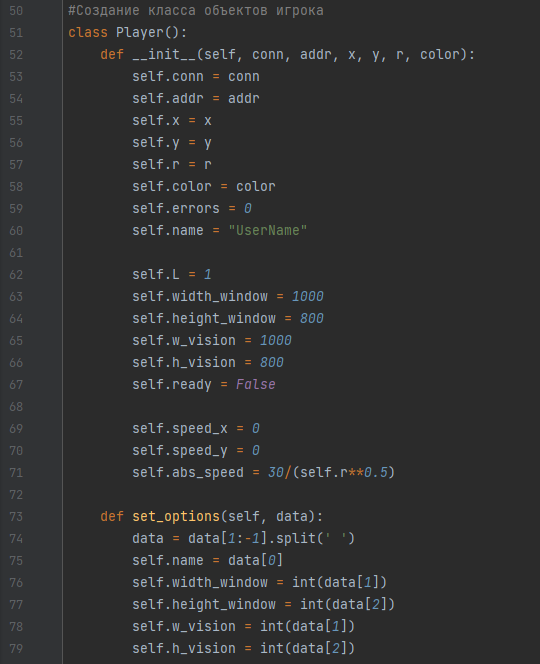 50 #Создание класса объектов игрока
51 class Player():
52     def __init__(self, conn, addr, x, y, r, color):
53         self.conn = conn
54         self.addr = addr
55         self.x = x
56         self.y = y
57         self.r = r
58         self.color = color
59         self.errors = 0
60         self.name = "UserName"
61
62         self.L = 1
63         self.width_window = 1000
64         self.height_window = 800
65         self.w_vision = 1000
66         self.h_vision = 800
67         self.ready = False
68
69         self.speed_x = 0
70         self.speed_y = 0
71         self.abs_speed = 30/(self.r**0.5)
72
73     def set_options(self, data):
74         data = data[1:-1].split(' ')
75         self.name = data[0]
76         self.width_window = int(data[1])
77         self.height_window = int(data[2])
78         self.w_vision = int(data[1])
79         self.h_vision = int(data[2])